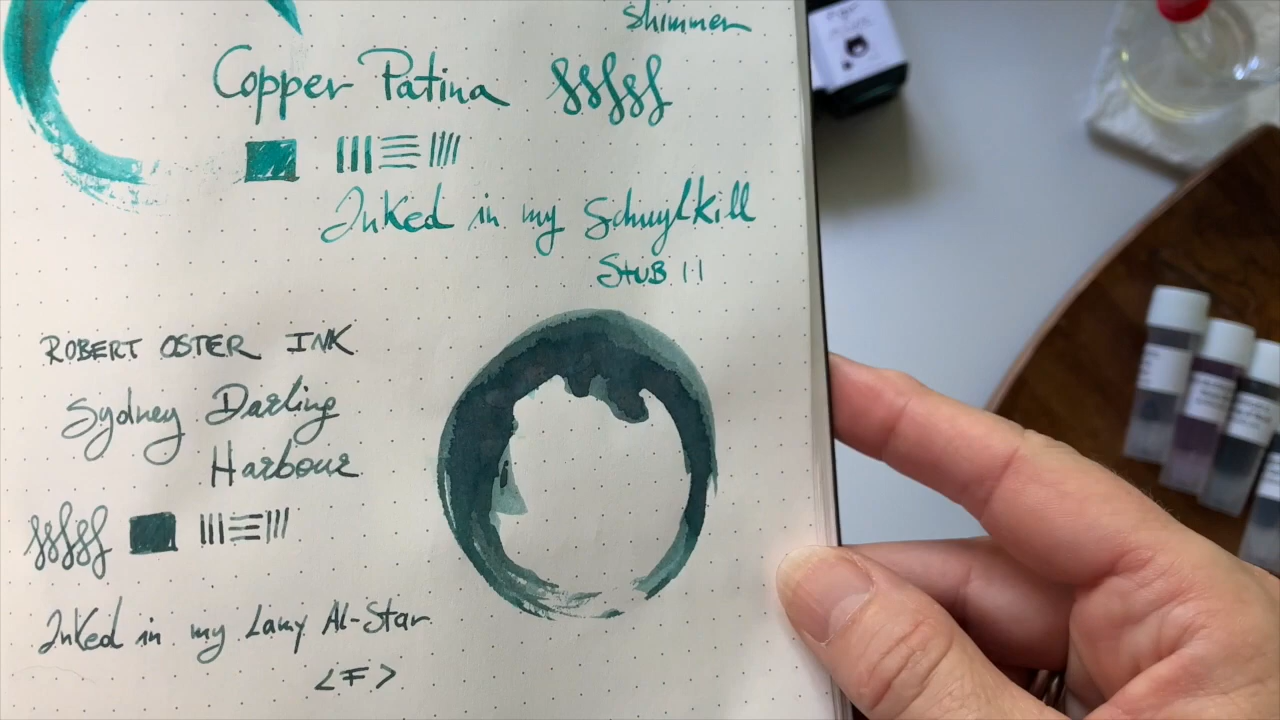 Shimmer
Copper Patina
Inked in my Schuylkill
Stub 1.1
ROBERT OSTER INK
Sydney Darling
Harbour
Inked in my Lamy Al-Star
<F>